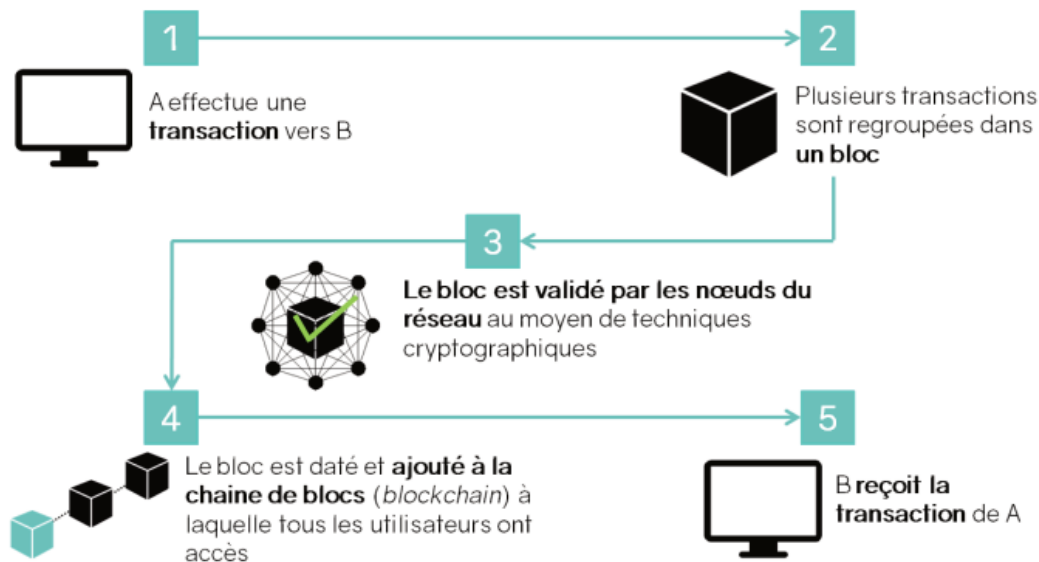 1
2
A effectue une
transaction vers B
Plusieurs transactions
sont regroupées dans
un bloc
3
Le bloc est validé par les nœuds du
réseau au moyen de techniques
cryptographiques
4
5
Le bloc est daté et ajouté à la
chaine de blocs (blockchain) à
laquelle tous les utilisateurs ont
accès
B reçoit la
transaction de A